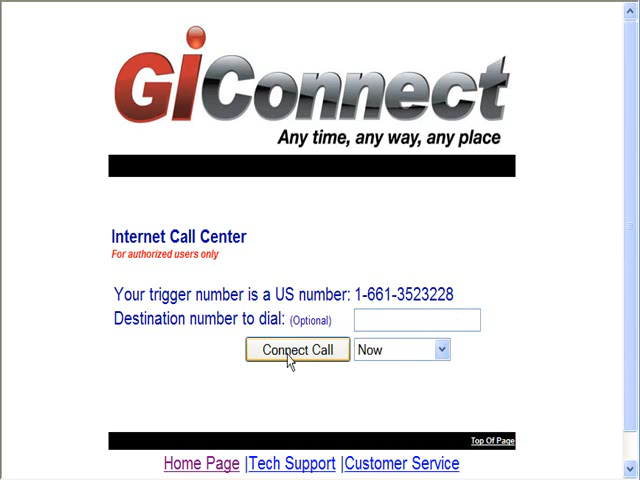 GiConnect
Any time, any way, any place
Internet Call Center
For authorized users only
Your trigger number is a US number: 1-661-3523228
Destination number to dial: (Optional)
Connect Call Now
Top Of Page
Home Page |Tech Support |Customer Service